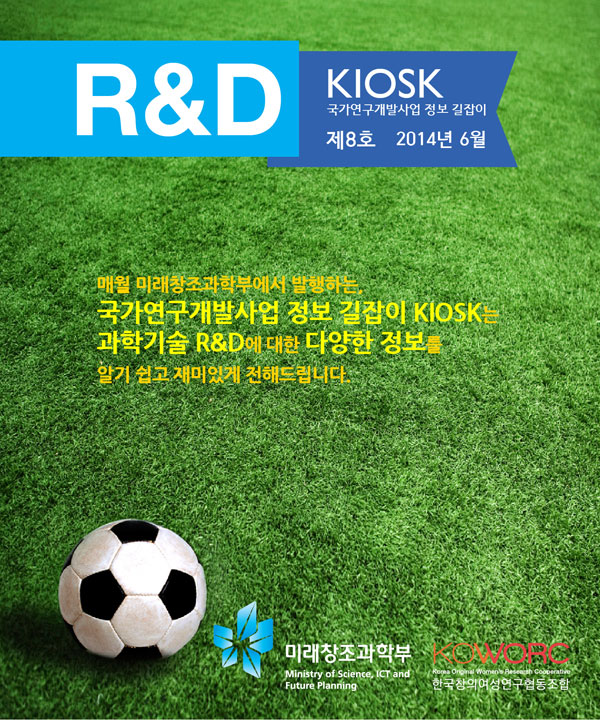 R&D
KIOSK
국가연구개발사업 정보 길잡이
제8호 2014년 6월
매월 미래창조과학부에서 발행하는,
국가연구개발사업 정보 길잡이 KIOSK는
과학기술 R&D에 대한 다양한 정보를
알기 쉽고 재미있게 전해드립니다.
미래창조과학부
Ministry of Science, ICT and
Future Planning
KOWORC
Korea Original Women's Research Cooperative
한국창의여성연구협동조합